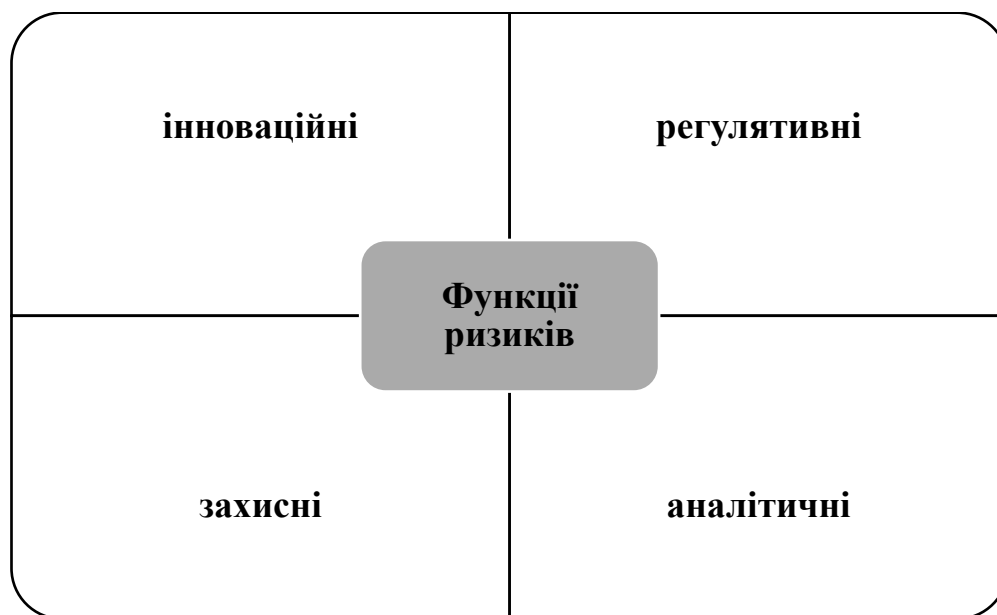 інноваційні
регулятивні
Функції
ризиків
захисні
аналітичні